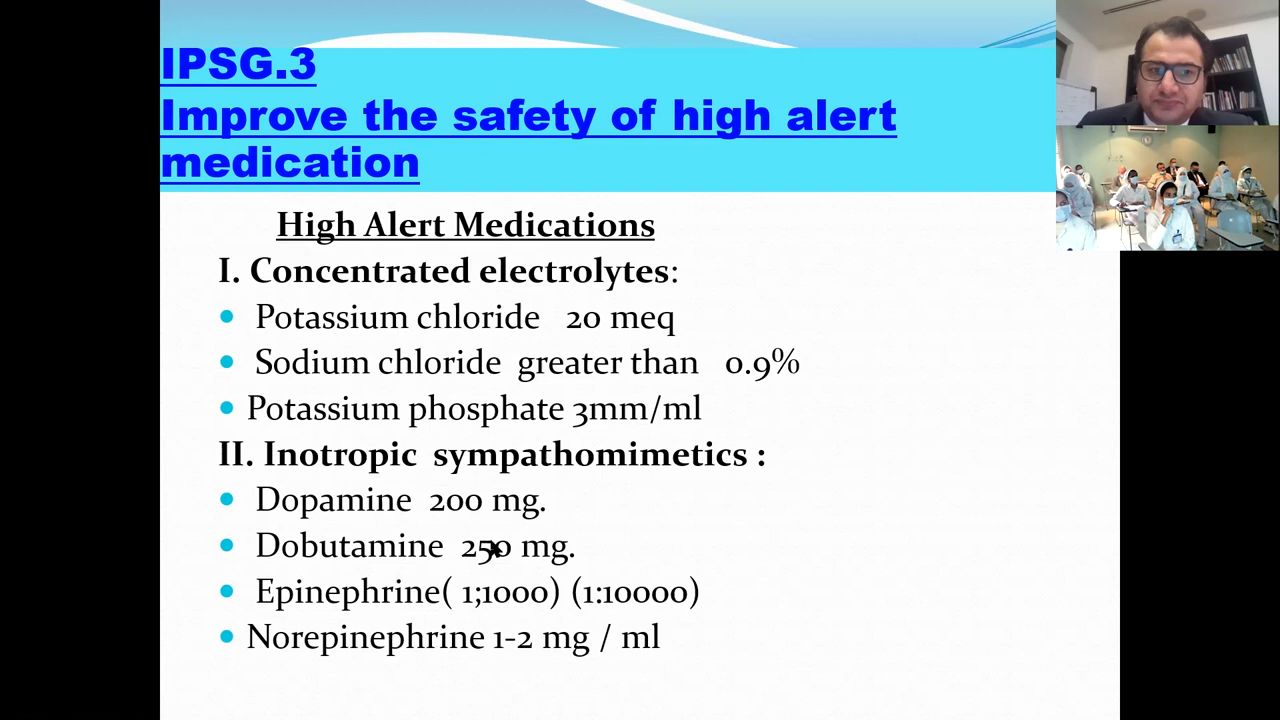 IPSG.3
Improve the safety of high alert
medication
High Alert Medications
I. Concentrated electrolytes:
• Potassium chloride 20 meq
• Sodium chloride greater than 0.9%
• Potassium phosphate 3mm/ml
II. Inotropic sympathomimetics :
• Dopamine 200 mg.
• Dobutamine 250 mg.
• Epinephrine( 1;1000) (1:10000)
• Norepinephrine 1-2 mg / ml